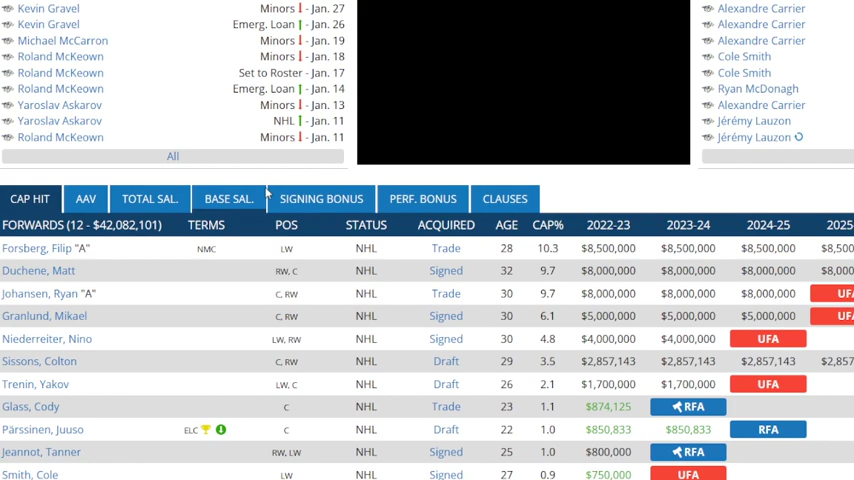 Kevin Gravel Minors - Jan. 27
Kevin Gravel Emerg. Loan - Jan. 26 Alexandre Carrier
Michael McCarron Minors - Jan. 19 Alexandre Carrier
Roland McKeown Minors - Jan. 18 Cole Smith
Roland McKeown Set to Roster - Jan. 17 Cole Smith
Roland McKeown Emerg. Loan - Jan. 14 Ryan McDonagh
Yaroslav Askarov Minors - Jan. 13 Alexandre Carrier
Yaroslav Askarov NHL - Jan. 11 Jérémy Lauzon
Roland McKeown Minors - Jan. 11 Jérémy Lauzon
All
CAP HIT AAV TOTAL SAL. BASE SAL. SIGNING BONUS PERF. BONUS CLAUSES
FORWARDS (12 - $42,082,101) TERMS POS STATUS ACQUIRED AGE CAP% 2022-23 2023-24 2024-25 2025
Forsberg, Filip "A" NMC LW NHL Trade 28 10.3 $8,500,000 $8,500,000 $8,500,000 $8,500
Duchene, Matt RW, C NHL Signed 32 9.7 $8,000,000 $8,000,000 $8,000,000 $8,000
Johansen, Ryan "A" C, RW NHL Trade 30 9.7 $8,000,000 $8,000,000 $8,000,000 UF
Granlund, Mikael C, RW NHL Signed 30 6.1 $5,000,000 $5,000,000 $5,000,000 UF
Niederreiter, Nino LW, RW NHL Signed 30 4.8 $4,000,000 $4,000,000 UFA
Sissons, Colton C, RW NHL Draft 29 3.5 $2,857,143 $2,857,143 $2,857,143 $2,857
Trenin, Yakov LW, C NHL Draft 26 2.1 $1,700,000 $1,700,000 UFA
Glass, Cody C NHL Trade 23 1.1 $874,125 RFA
Pärssinen, Juuso ELC C NHL Draft 22 1.0 $850,833 $850,833 RFA
Jeannot, Tanner RW, LW NHL Signed 25 1.0 $800,000 RFA
Smith, Cole LW NHL Signed 27 0.9 $750,000 UFA